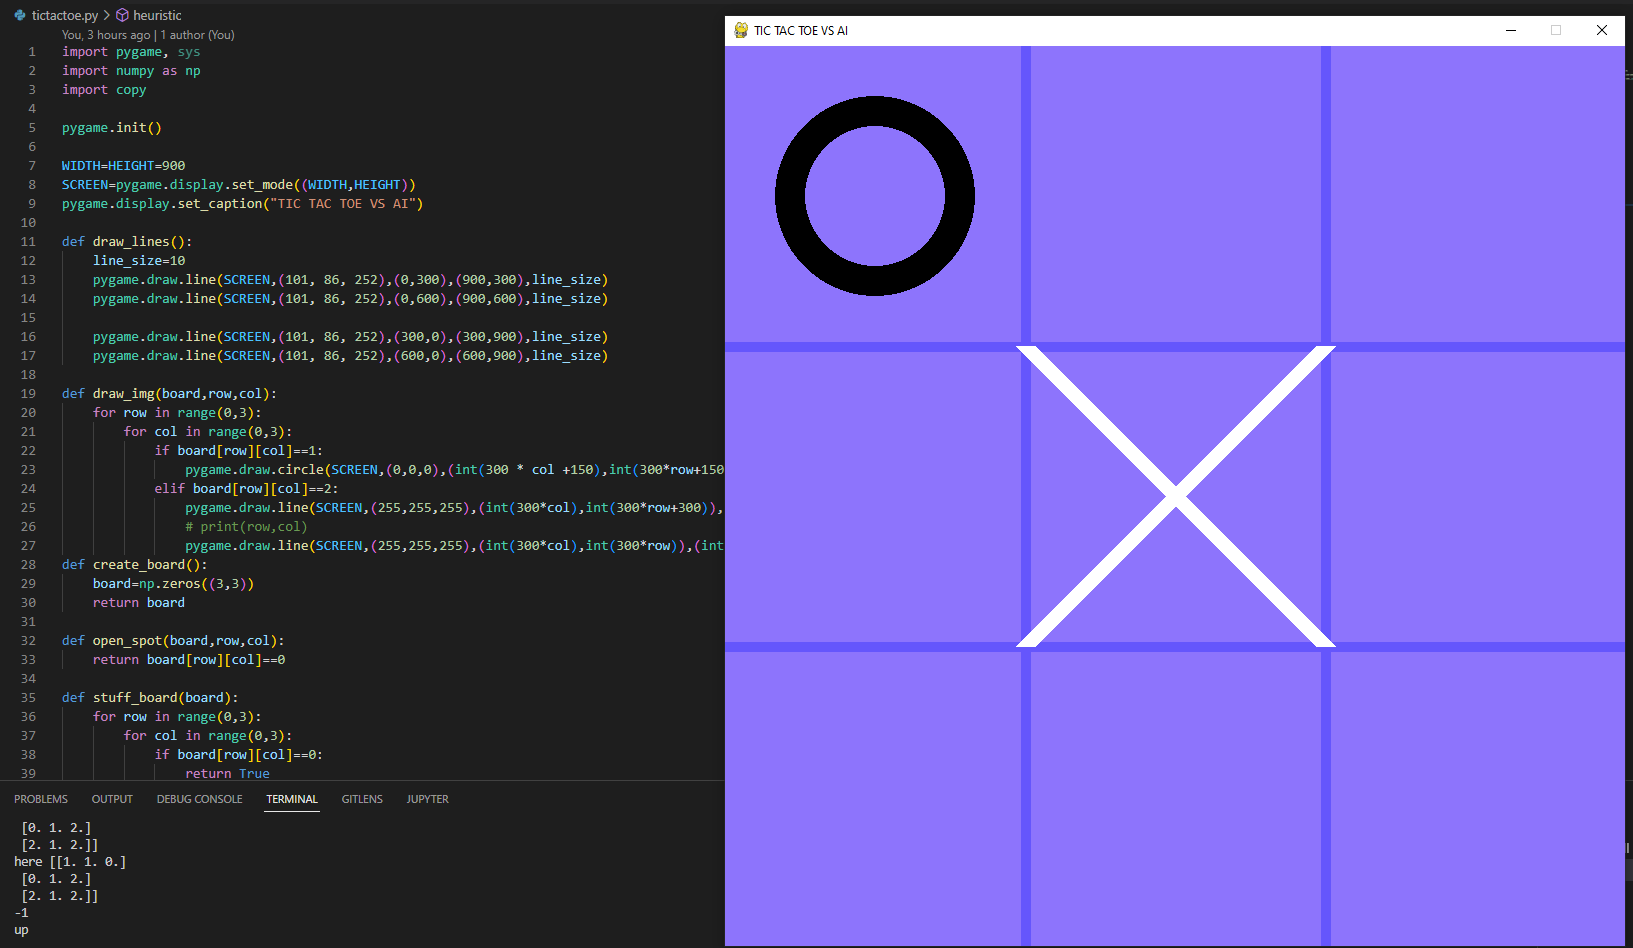 tictactoe.py > heuristic
You, 3 hours ago | 1 author (You)
1 import pygame, sys
2 import numpy as np
3 import copy
4
5 pygame.init()
6
7 WIDTH=HEIGHT=900
8 SCREEN=pygame.display.set_mode((WIDTH,HEIGHT))
9 pygame.display.set_caption("TIC TAC TOE VS AI")
10
11 def draw_lines():
12 line_size=10
13 pygame.draw.line(SCREEN,(101, 86, 252),(0,300),(900,300),line_size)
14 pygame.draw.line(SCREEN,(101, 86, 252),(0,600),(900,600),line_size)
15
16 pygame.draw.line(SCREEN,(101, 86, 252),(300,0),(300,900),line_size)
17 pygame.draw.line(SCREEN,(101, 86, 252),(600,0),(600,900),line_size)
18
19 def draw_img(board,row,col):
20 for row in range(0,3):
21 for col in range(0,3):
22 if board[row][col]==1:
23 pygame.draw.circle(SCREEN,(0,0,0),(int(300 * col +150),int(300*row+150
24 elif board[row][col]==2:
25 pygame.draw.line(SCREEN,(255,255,255),(int(300*col),int(300*row+300)),
26 # print(row,col)
27 pygame.draw.line(SCREEN,(255,255,255),(int(300*col),int(300*row)),(int
28 def create_board():
29 board=np.zeros((3,3))
30 return board
31
32 def open_spot(board,row,col):
33 return board[row][col]==0
34
35 def stuff_board(board):
36 for row in range(0,3):
37 for col in range(0,3):
38 if board[row][col]==0:
39 return True
PROBLEMS OUTPUT DEBUG CONSOLE TERMINAL GITLENS JUPYTER
[0. 1. 2.]
[2. 1. 2.]]
here [[1. 1. 0.]
[0. 1. 2.]
[2. 1. 2.]]
-1
up
TIC TAC TOE VS AI